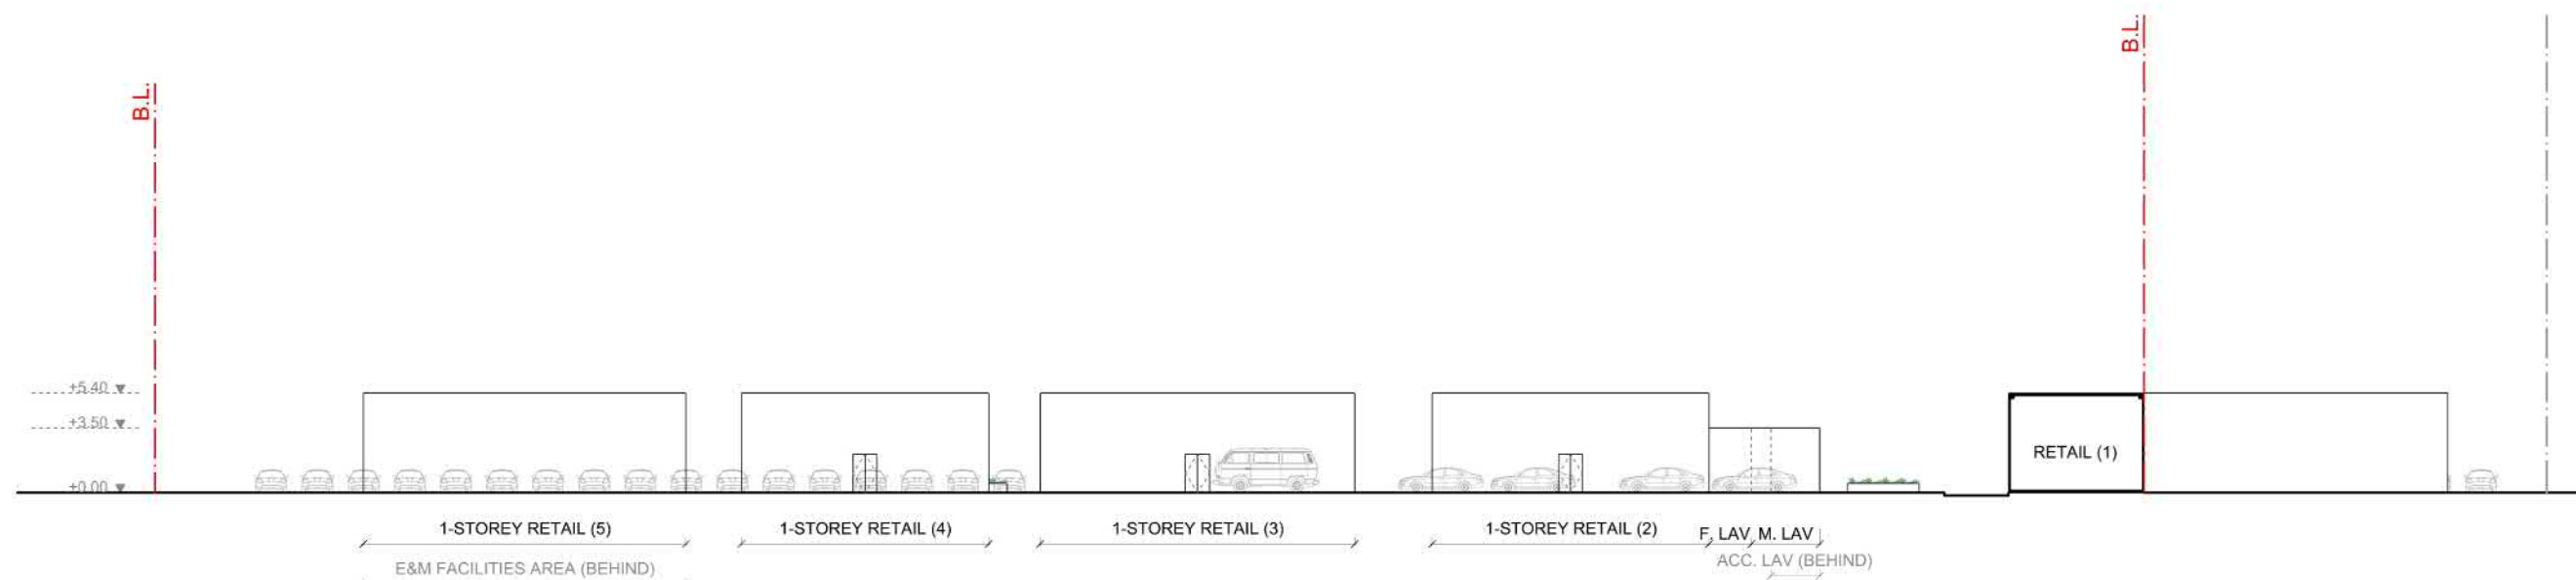 B.L.
B.L.
+5.40
+3.50
+0.00
RETAIL (1)
1-STOREY RETAIL (5)
1-STOREY RETAIL (4)
1-STOREY RETAIL (3)
1-STOREY RETAIL (2)
F. LAV
M. LAV
E&M FACILITIES AREA (BEHIND)
ACC. LAV (BEHIND)